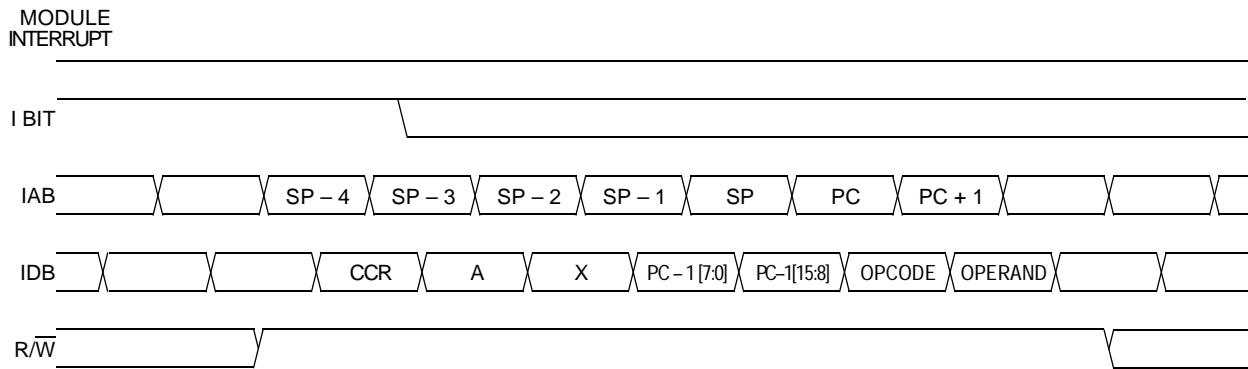 MODULE
INTERRUPT
I BIT
IAB SP – 4 SP – 3 SP – 2 SP – 1 SP PC PC + 1
IDB CCR A X PC – 1 [7:0] PC–1[15:8] OPCODE OPERAND
R/W̅